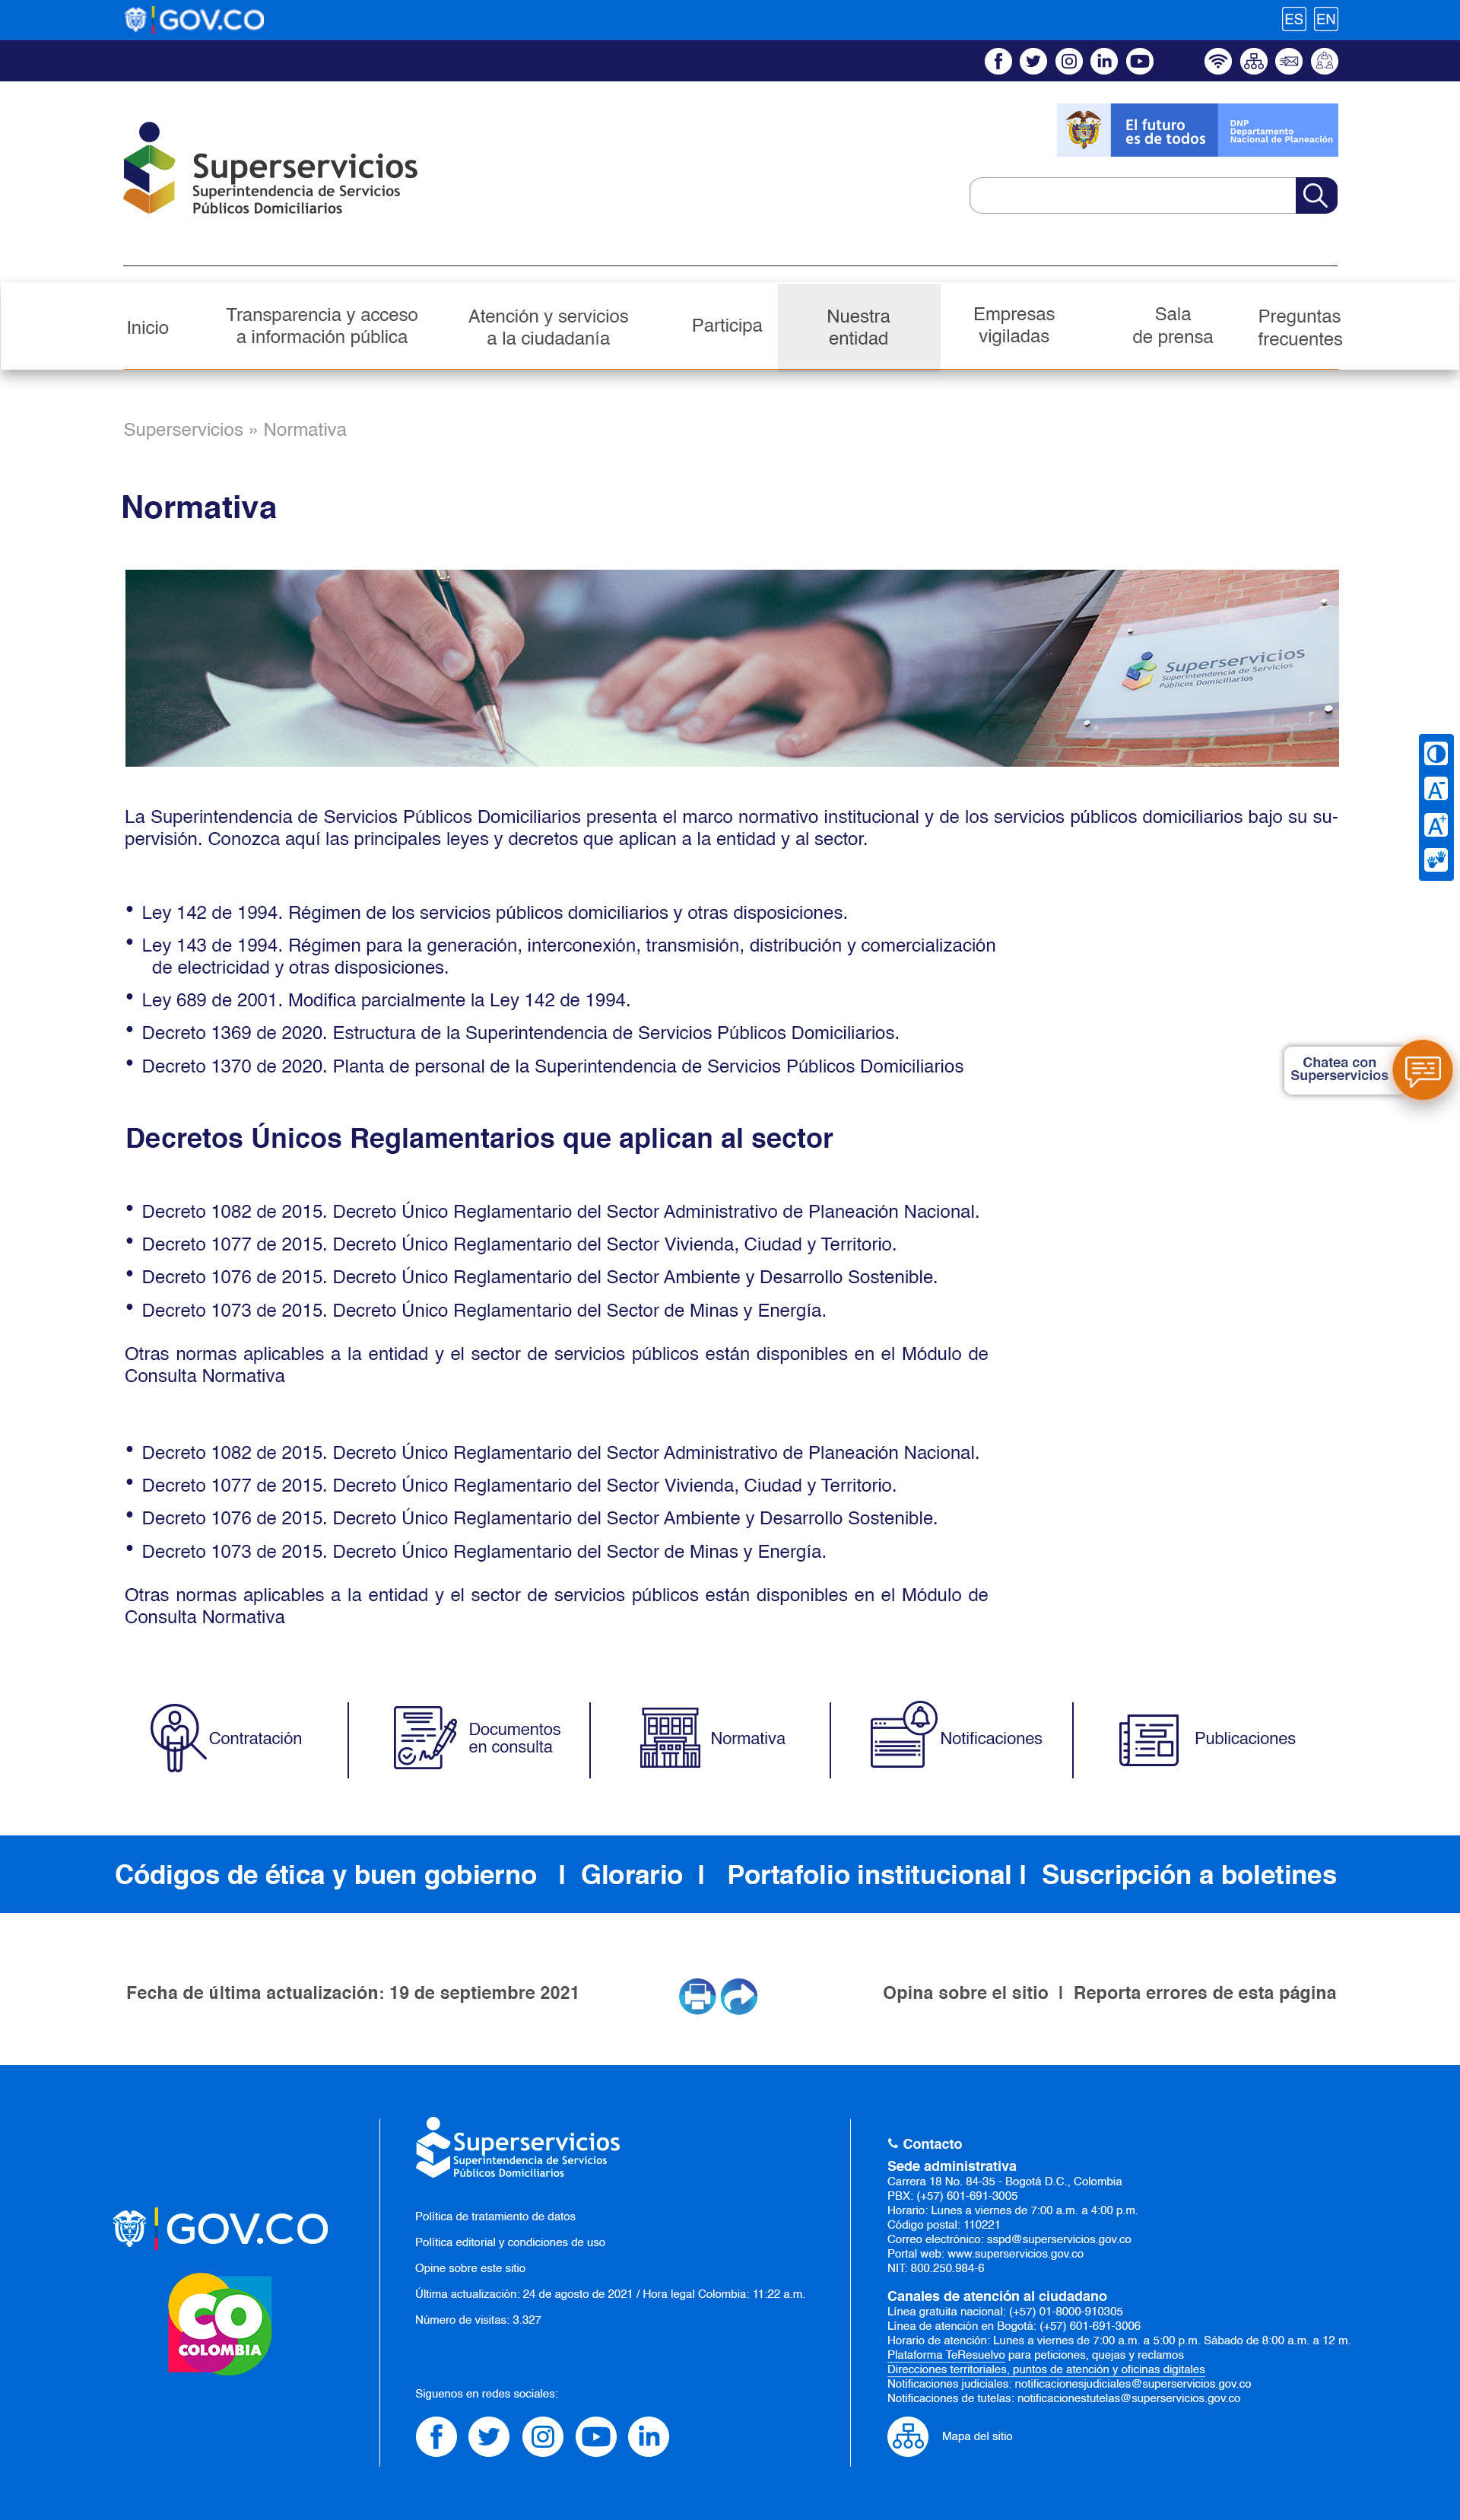 GOV.CO
ES EN
Superservicios
Superintendencia de Servicios
Públicos Domiciliarios
El futuro
es de todos
DNP
Departamento
Nacional de Planeación
Inicio
Transparencia y acceso
a información pública
Atención y servicios
a la ciudadanía
Participa
Nuestra
entidad
Empresas
vigiladas
Sala
de prensa
Preguntas
frecuentes
Superservicios » Normativa
Normativa
Superservicios
Superintendencia de Servicios
Públicos Domiciliarios
A-
A+
La Superintendencia de Servicios Públicos Domiciliarios presenta el marco normativo institucional y de los servicios públicos domiciliarios bajo su su-
pervisión. Conozca aquí las principales leyes y decretos que aplican a la entidad y al sector.
• Ley 142 de 1994. Régimen de los servicios públicos domiciliarios y otras disposiciones.
• Ley 143 de 1994. Régimen para la generación, interconexión, transmisión, distribución y comercialización
de electricidad y otras disposiciones.
• Ley 689 de 2001. Modifica parcialmente la Ley 142 de 1994.
• Decreto 1369 de 2020. Estructura de la Superintendencia de Servicios Públicos Domiciliarios.
• Decreto 1370 de 2020. Planta de personal de la Superintendencia de Servicios Públicos Domiciliarios
Chatea con
Superservicios
Decretos Únicos Reglamentarios que aplican al sector
• Decreto 1082 de 2015. Decreto Único Reglamentario del Sector Administrativo de Planeación Nacional.
• Decreto 1077 de 2015. Decreto Único Reglamentario del Sector Vivienda, Ciudad y Territorio.
• Decreto 1076 de 2015. Decreto Único Reglamentario del Sector Ambiente y Desarrollo Sostenible.
• Decreto 1073 de 2015. Decreto Único Reglamentario del Sector de Minas y Energía.
Otras normas aplicables a la entidad y el sector de servicios públicos están disponibles en el Módulo de
Consulta Normativa
• Decreto 1082 de 2015. Decreto Único Reglamentario del Sector Administrativo de Planeación Nacional.
• Decreto 1077 de 2015. Decreto Único Reglamentario del Sector Vivienda, Ciudad y Territorio.
• Decreto 1076 de 2015. Decreto Único Reglamentario del Sector Ambiente y Desarrollo Sostenible.
• Decreto 1073 de 2015. Decreto Único Reglamentario del Sector de Minas y Energía.
Otras normas aplicables a la entidad y el sector de servicios públicos están disponibles en el Módulo de
Consulta Normativa
Contratación
Documentos
en consulta
Normativa
Notificaciones
Publicaciones
Códigos de ética y buen gobierno | Glorario | Portafolio institucional | Suscripción a boletines
Fecha de última actualización: 19 de septiembre 2021
Opina sobre el sitio | Reporta errores de esta página
GOV.CO
CO
COLOMBIA
Superservicios
Superintendencia de Servicios
Públicos Domiciliarios
Política de tratamiento de datos
Política editorial y condiciones de uso
Opine sobre este sitio
Última actualización: 24 de agosto de 2021 / Hora legal Colombia: 11:22 a.m.
Número de visitas: 3.327
Siguenos en redes sociales:
Contacto
Sede administrativa
Carrera 18 No. 84-35 - Bogotá D.C., Colombia
PBX: (+57) 601-691-3005
Horario: Lunes a viernes de 7:00 a.m. a 4:00 p.m.
Código postal: 110221
Correo electrónico: sspd@superservicios.gov.co
Portal web: www.superservicios.gov.co
NIT: 800.250.984-6
Canales de atención al ciudadano
Línea gratuita nacional: (+57) 01-8000-910305
Línea de atención en Bogotá: (+57) 601-691-3006
Horario de atención: Lunes a viernes de 7:00 a.m. a 5:00 p.m. Sábado de 8:00 a.m. a 12 m.
Plataforma TeResuelvo para peticiones, quejas y reclamos
Direcciones territoriales, puntos de atención y oficinas digitales
Notificaciones judiciales: notificacionesjudiciales@superservicios.gov.co
Notificaciones de tutelas: notificacionestutelas@superservicios.gov.co
Mapa del sitio